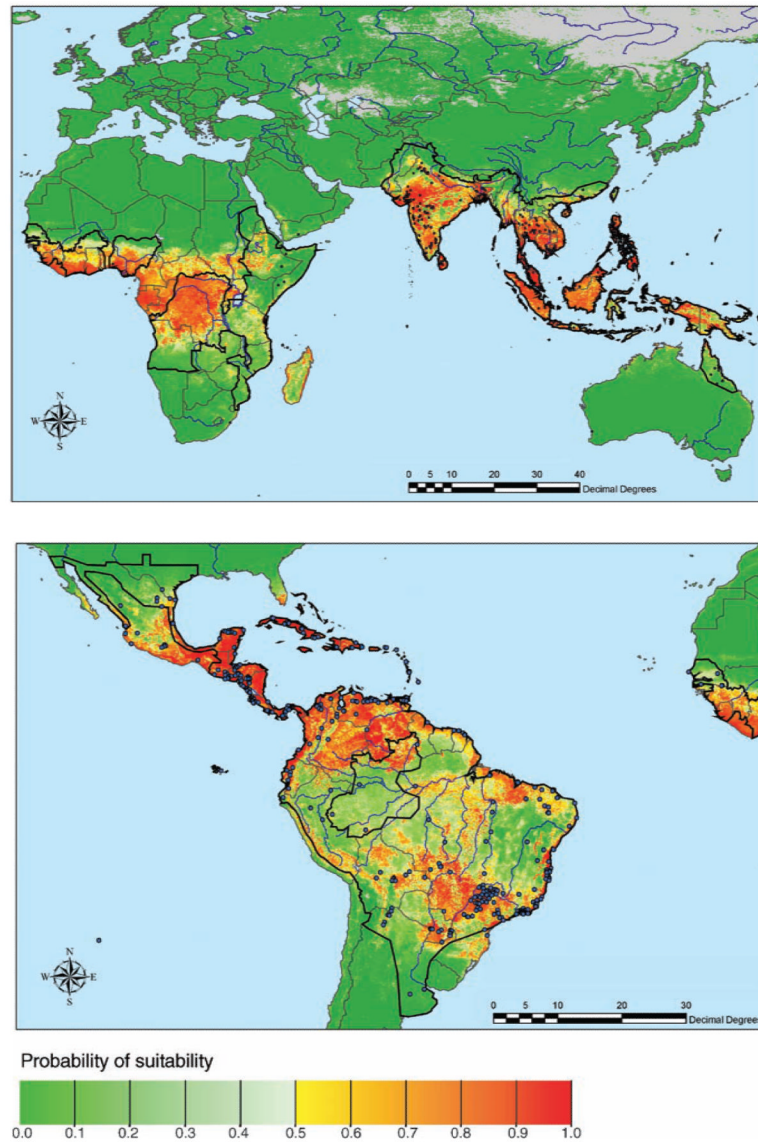 N
W E
S
0 5 10 20 30 40
Decimal Degrees
N
W E
S
0 5 10 20 30
Decimal Degrees
Probability of suitability
0.0 0.1 0.2 0.3 0.4 0.5 0.6 0.7 0.8 0.9 1.0